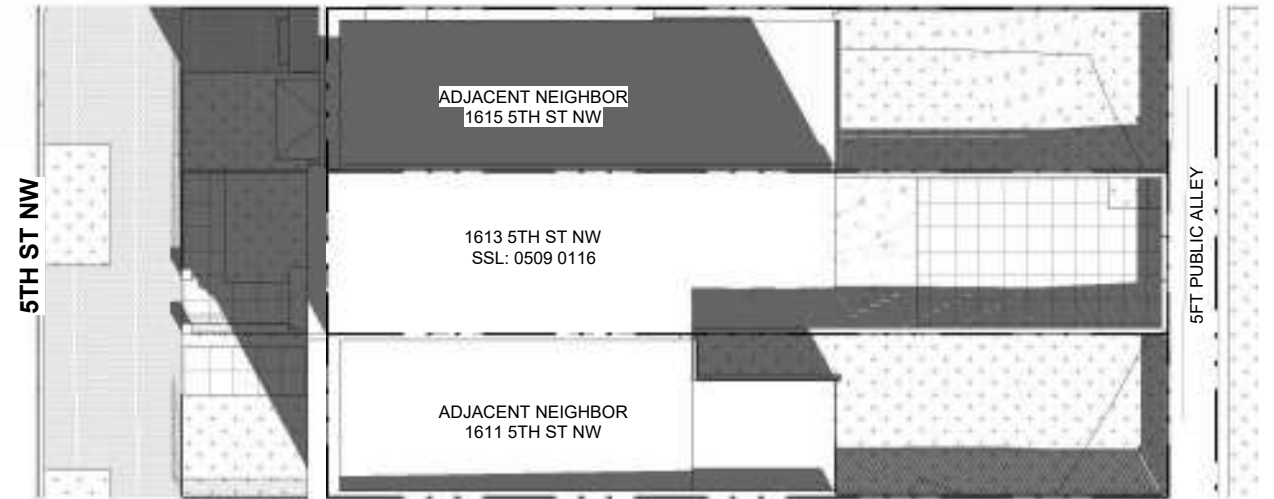 5TH ST NW
ADJACENT NEIGHBOR
1615 5TH ST NW
1613 5TH ST NW
SSL: 0509 0116
ADJACENT NEIGHBOR
1611 5TH ST NW
5FT PUBLIC ALLEY